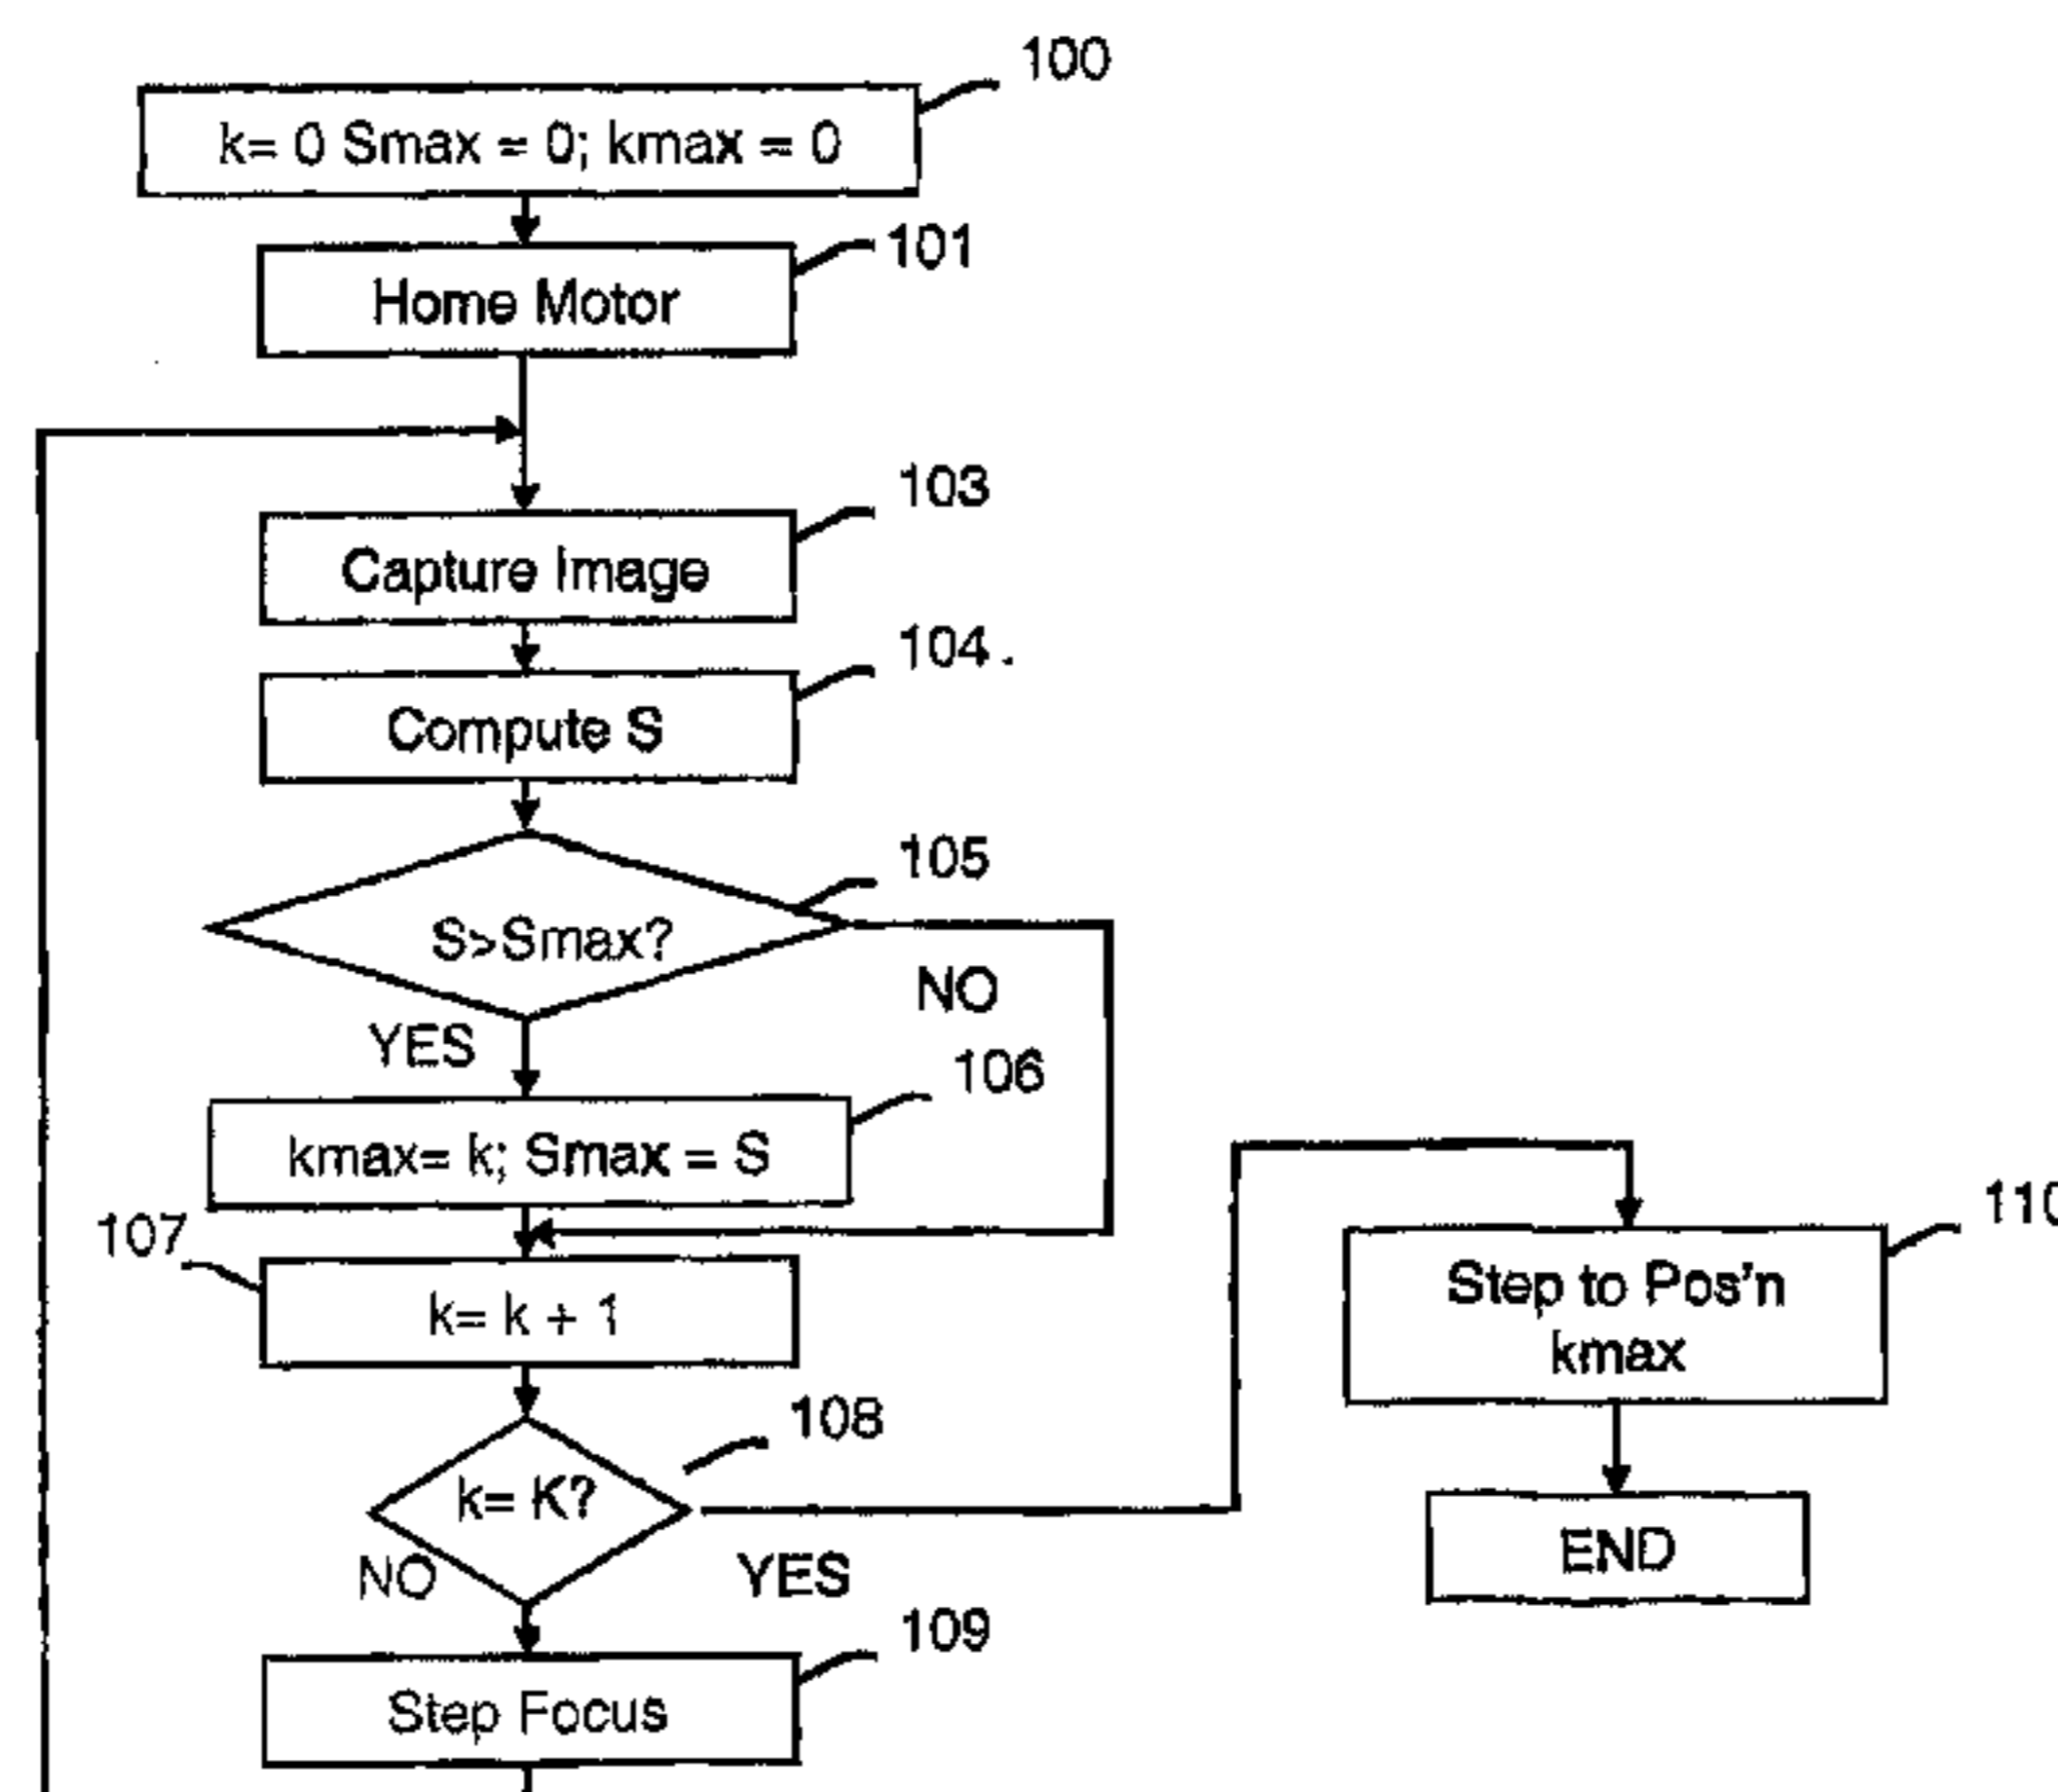 100
k= 0 Smax = 0; kmax = 0
101
Home Motor
103
Capture Image
104.
Compute S
105
S>Smax?
NO
YES
106
kmax= k; Smax = S
107
k= k + 1
108
k= K?
NO
YES
109
Step Focus
110
Step to Pos'n
kmax
END